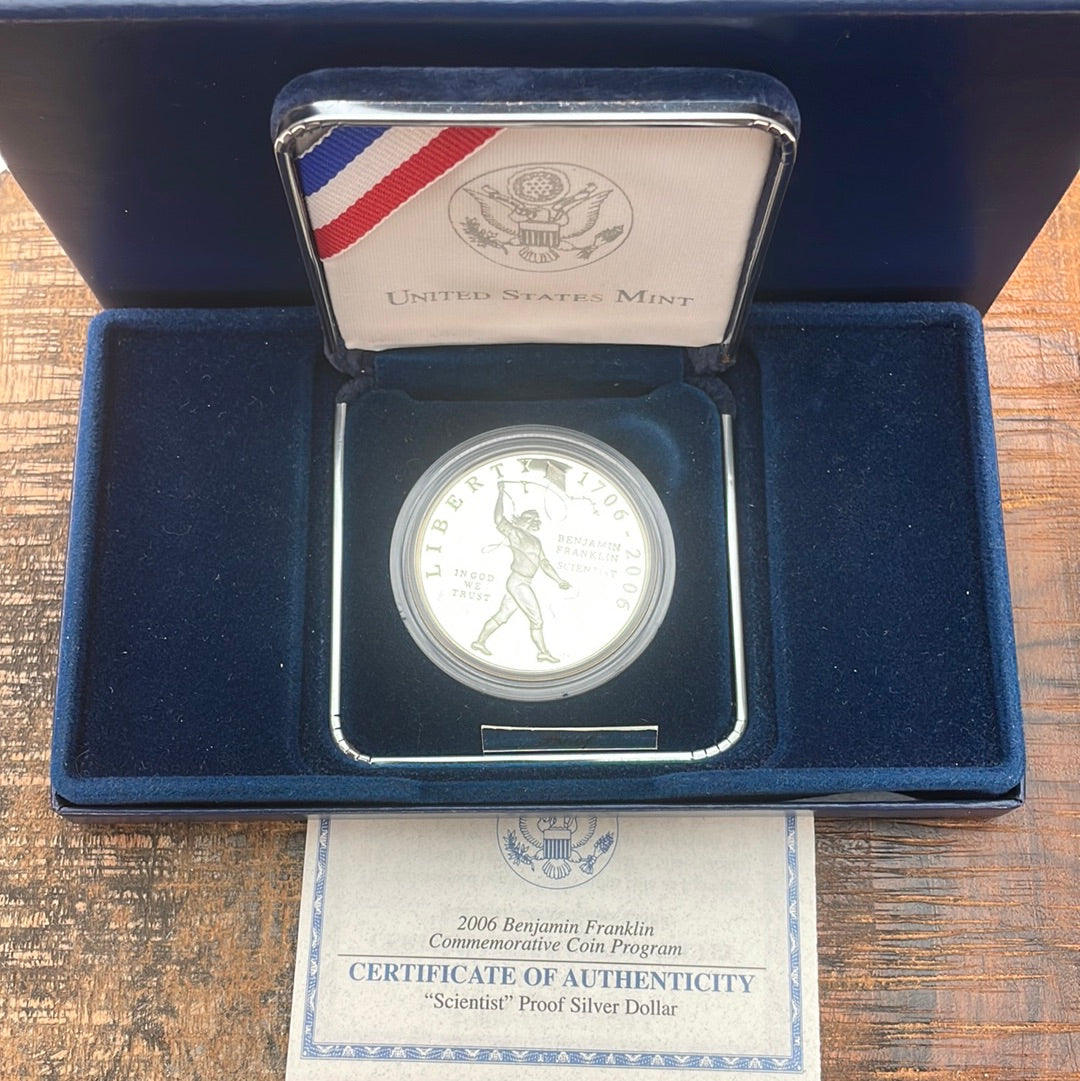 UNITED STATES MINT
LIBERTY 1706-2006
BENJAMIN
FRANKLIN
SCIENTIST
IN GOD
WE
TRUST
2006 Benjamin Franklin
Commemorative Coin Program
CERTIFICATE OF AUTHENTICITY
“Scientist” Proof Silver Dollar